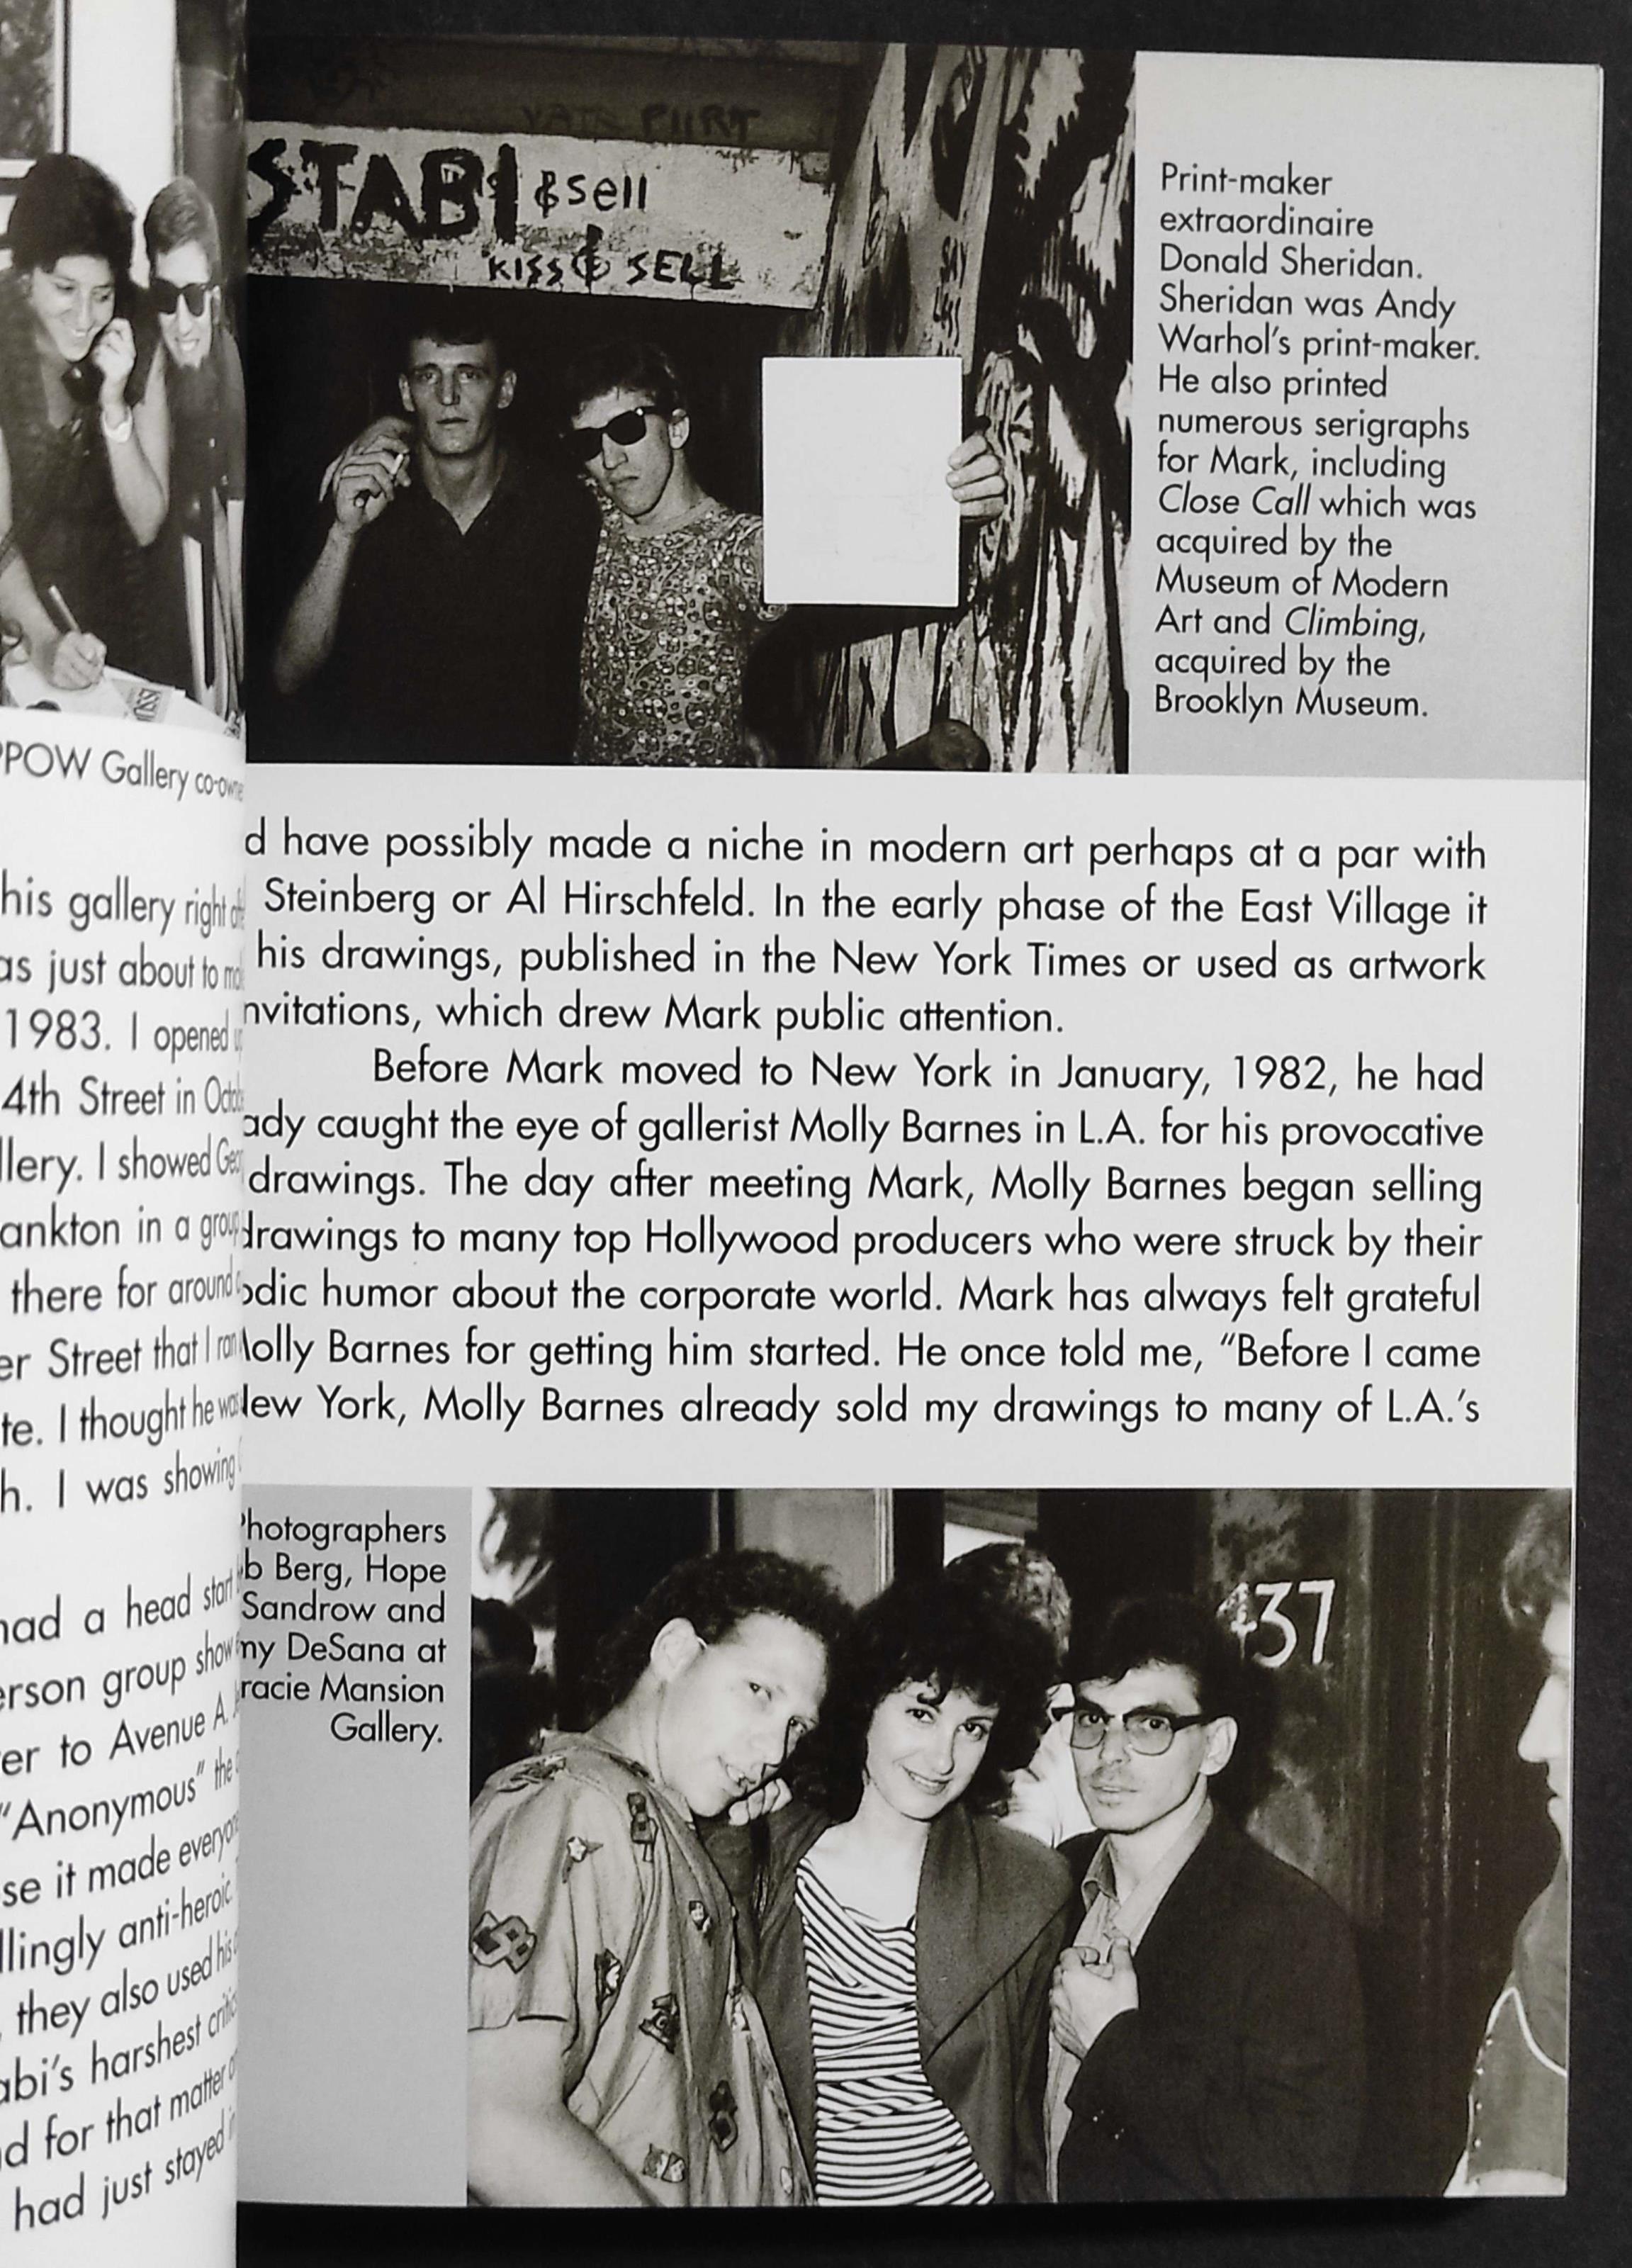 PPOW Gallery
his gallery right
as just about to
1983. I opened
4th Street in
llery. I showed
ankton in a
there for around
er Street that I ran
te. I thought he was
h. I was showing
had a head start
erson group show
er to Avenue A.
"Anonymous" the
se it made
llingly anti-heroic
, they also used his
abi's harshest
d for that matter
had just stayed
STABI & sell
KISS & SELL
Print-maker
extraordinaire
Donald Sheridan.
Sheridan was Andy
Warhol's print-maker.
He also printed
numerous serigraphs
for Mark, including
Close Call which was
acquired by the
Museum of Modern
Art and Climbing,
acquired by the
Brooklyn Museum.
d have possibly made a niche in modern art perhaps at a par with
Steinberg or Al Hirschfeld. In the early phase of the East Village it
his drawings, published in the New York Times or used as artwork
nvitations, which drew Mark public attention.
Before Mark moved to New York in January, 1982, he had
ady caught the eye of gallerist Molly Barnes in L.A. for his provocative
drawings. The day after meeting Mark, Molly Barnes began selling
drawings to many top Hollywood producers who were struck by their
odic humor about the corporate world. Mark has always felt grateful
Molly Barnes for getting him started. He once told me, "Before I came
New York, Molly Barnes already sold my drawings to many of L.A.'s
Photographers
b Berg, Hope
Sandrow and
my DeSana at
racie Mansion
Gallery.
437